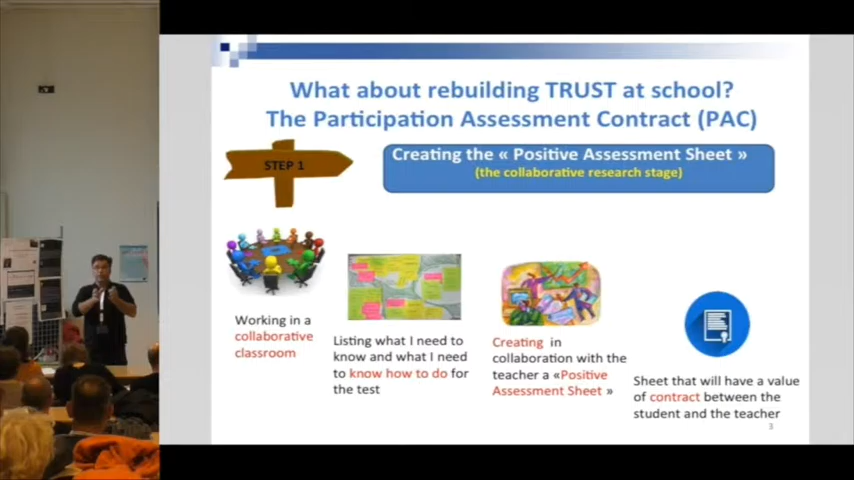 What about rebuilding TRUST at school?
The Participation Assessment Contract (PAC)
STEP 1
Creating the « Positive Assessment Sheet »
(the collaborative research stage)
Working in a
collaborative
classroom
Listing what I need to
know and what I need
to know how to do for
the test
Creating in
collaboration with the
teacher a «Positive
Assessment Sheet »
Sheet that will have a value
of contract between the
student and the teacher
3